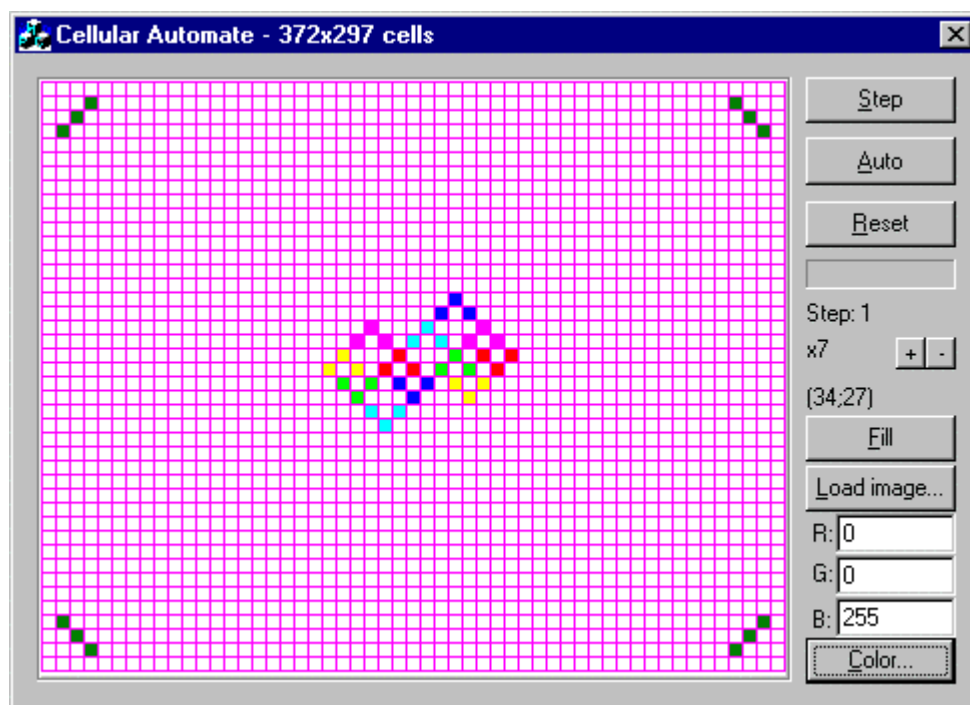 Cellular Automate - 372x297 cells
Step
Auto
Reset
Step: 1
x7 + -
(34;27)
Fill
Load image...
R: 0
G: 0
B: 255
Color...